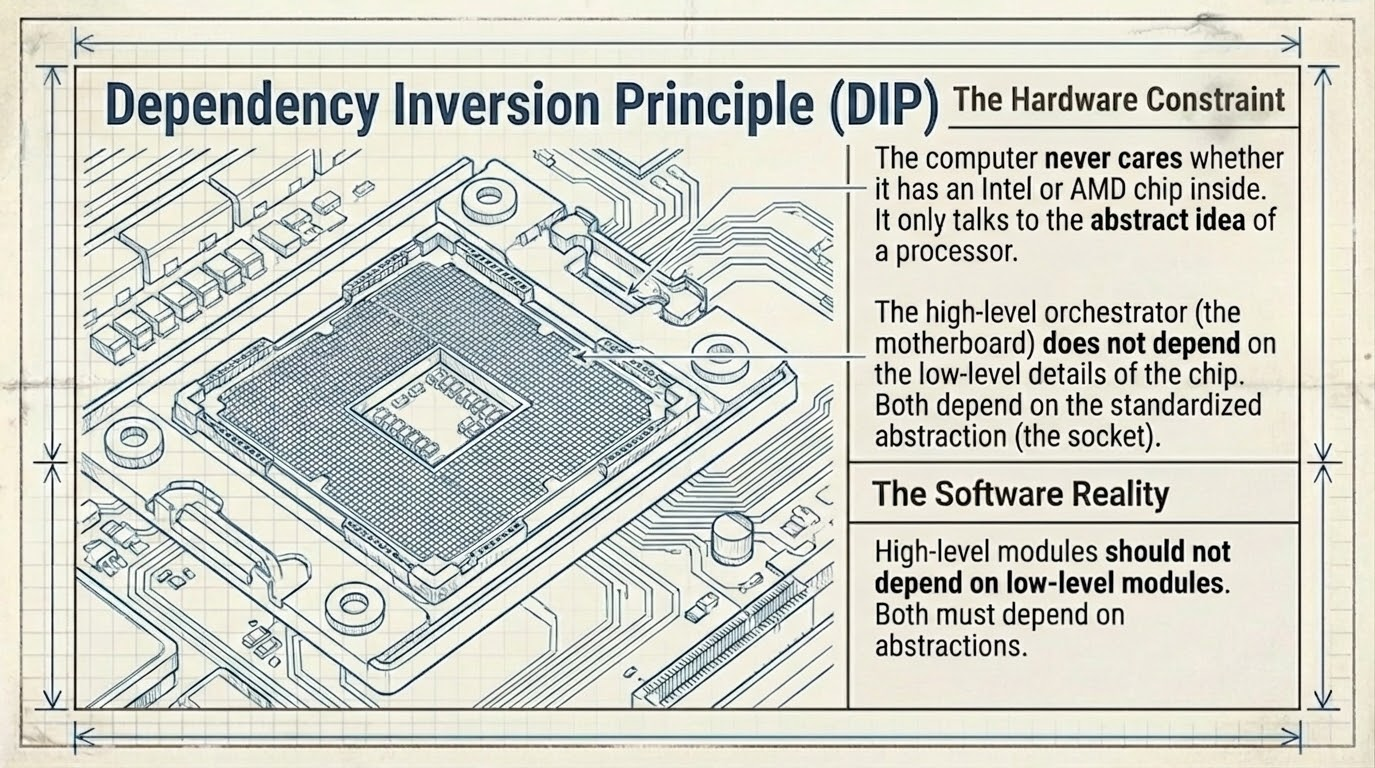 Dependency Inversion Principle (DIP)
The Hardware Constraint
The computer never cares whether
it has an Intel or AMD chip inside.
It only talks to the abstract idea of
a processor.
The high-level orchestrator (the
motherboard) does not depend on
the low-level details of the chip.
Both depend on the standardized
abstraction (the socket).
The Software Reality
High-level modules should not
depend on low-level modules.
Both must depend on
abstractions.